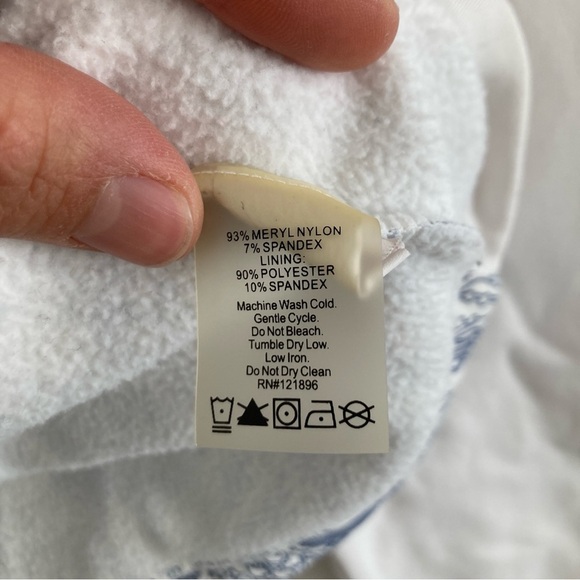 93% MERYL NYLON
7% SPANDEX
LINING:
90% POLYESTER
10% SPANDEX
Machine Wash Cold.
Gentle Cycle.
Do Not Bleach.
Tumble Dry Low.
Low Iron.
Do Not Dry Clean
RN#121896